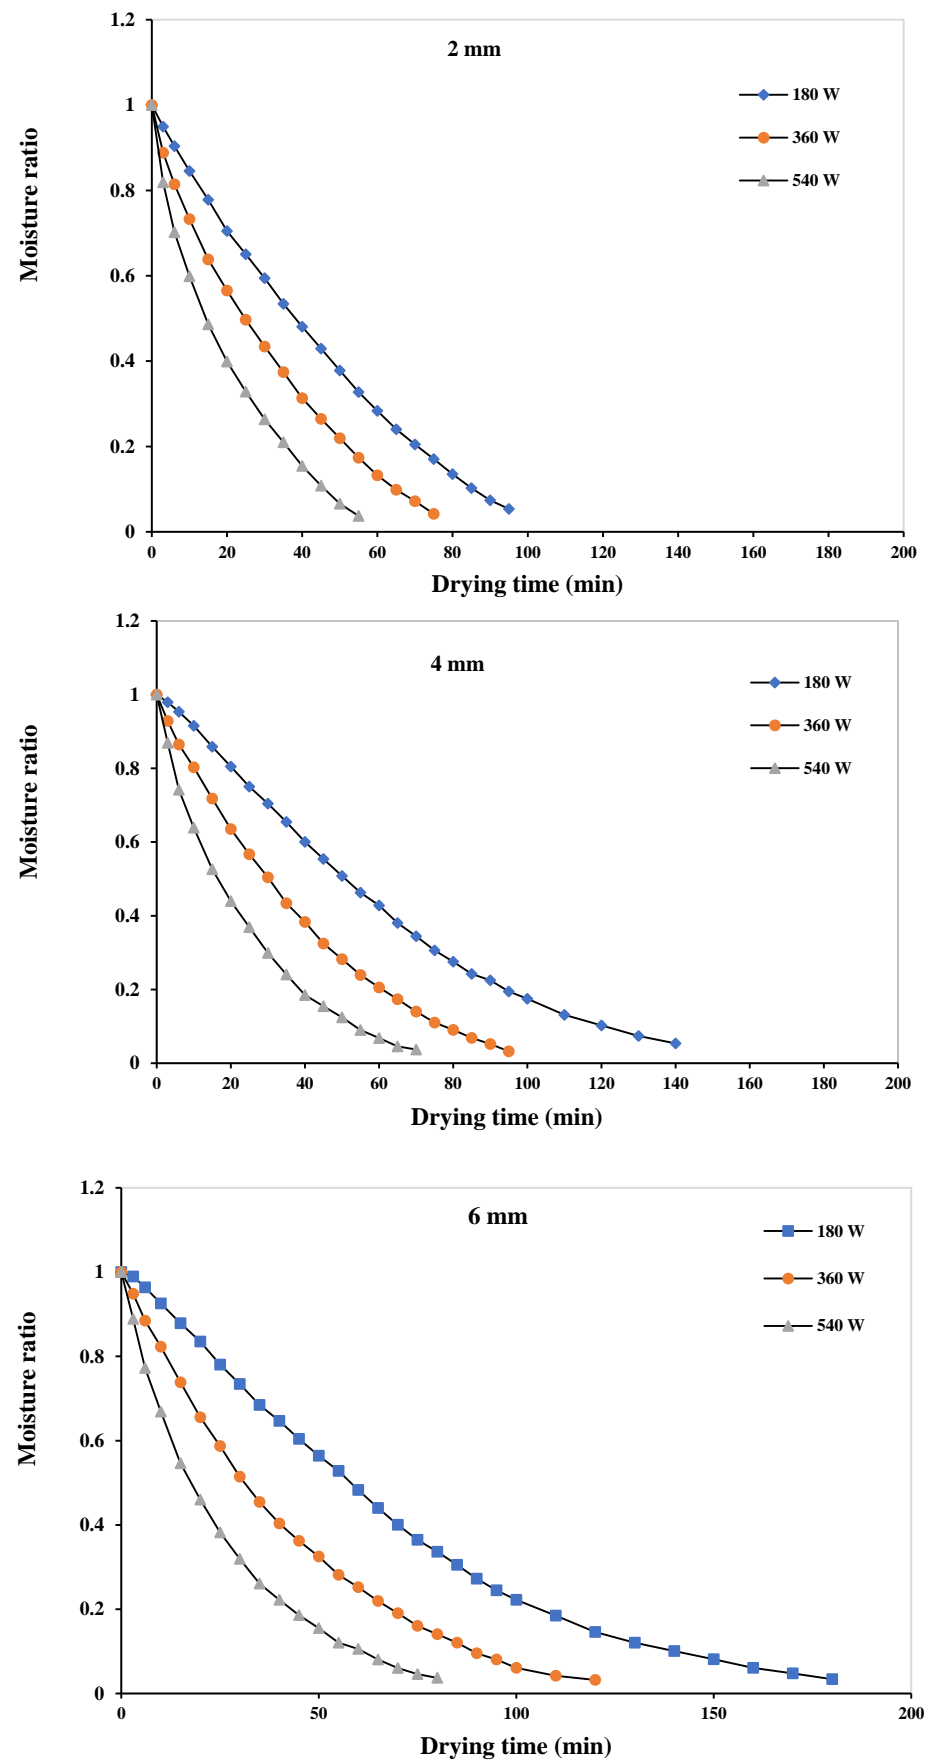 1.2
2 mm
180 W
1
360 W
540 W
0.8
Moisture ratio
0.6
0.4
0.2
0
0 20 40 60 80 100 120 140 160 180 200
Drying time (min)
1.2
4 mm
180 W
1
360 W
540 W
0.8
Moisture ratio
0.6
0.4
0.2
0
0 20 40 60 80 100 120 140 160 180 200
Drying time (min)
1.2
6 mm
180 W
1
360 W
540 W
0.8
Moisture ratio
0.6
0.4
0.2
0
0 50 100 150 200
Drying time (min)